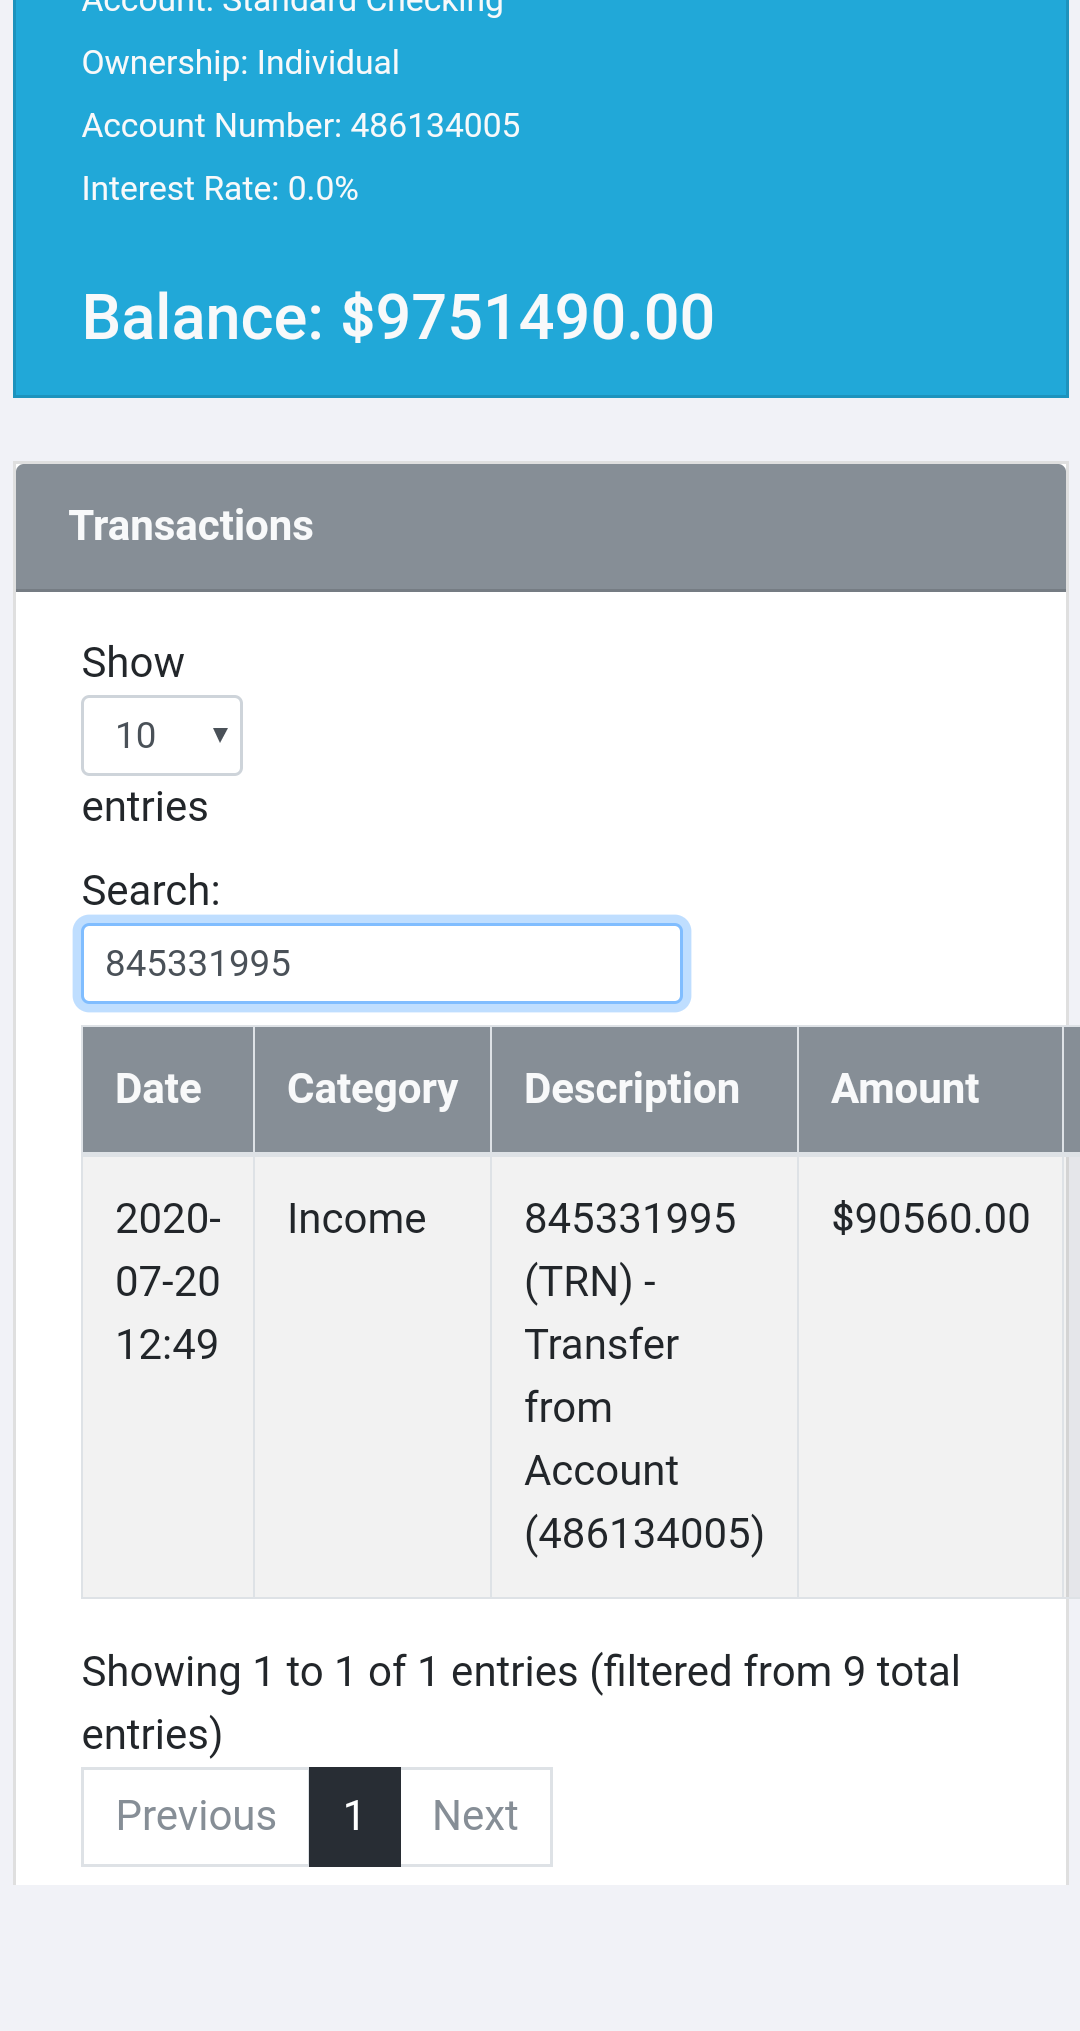 Account: Standard Checking
Ownership: Individual
Account Number: 486134005
Interest Rate: 0.0%
Balance: $9751490.00
Transactions
Show
10
entries
Search:
845331995
Date Category Description Amount
2020- Income 845331995 $90560.00
07-20 (TRN) -
12:49 Transfer
from
Account
(486134005)
Showing 1 to 1 of 1 entries (filtered from 9 total
entries)
Previous 1 Next